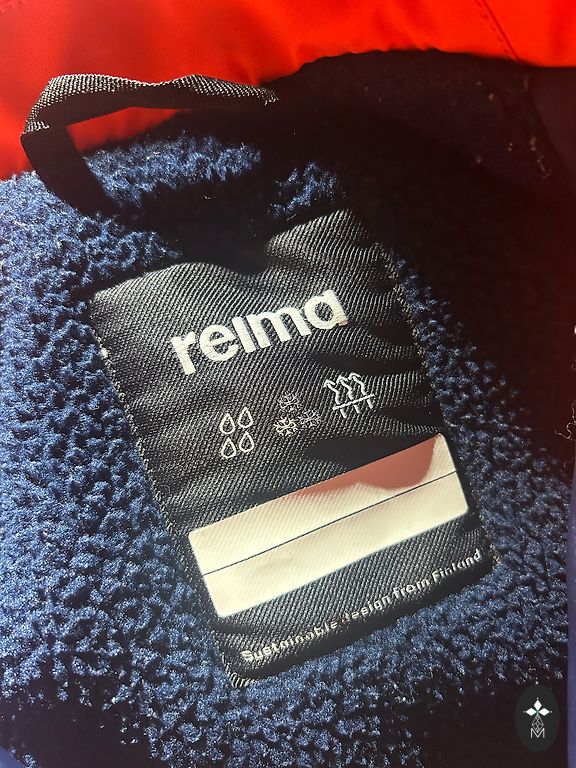 reima
Sustainable design from Finland
M